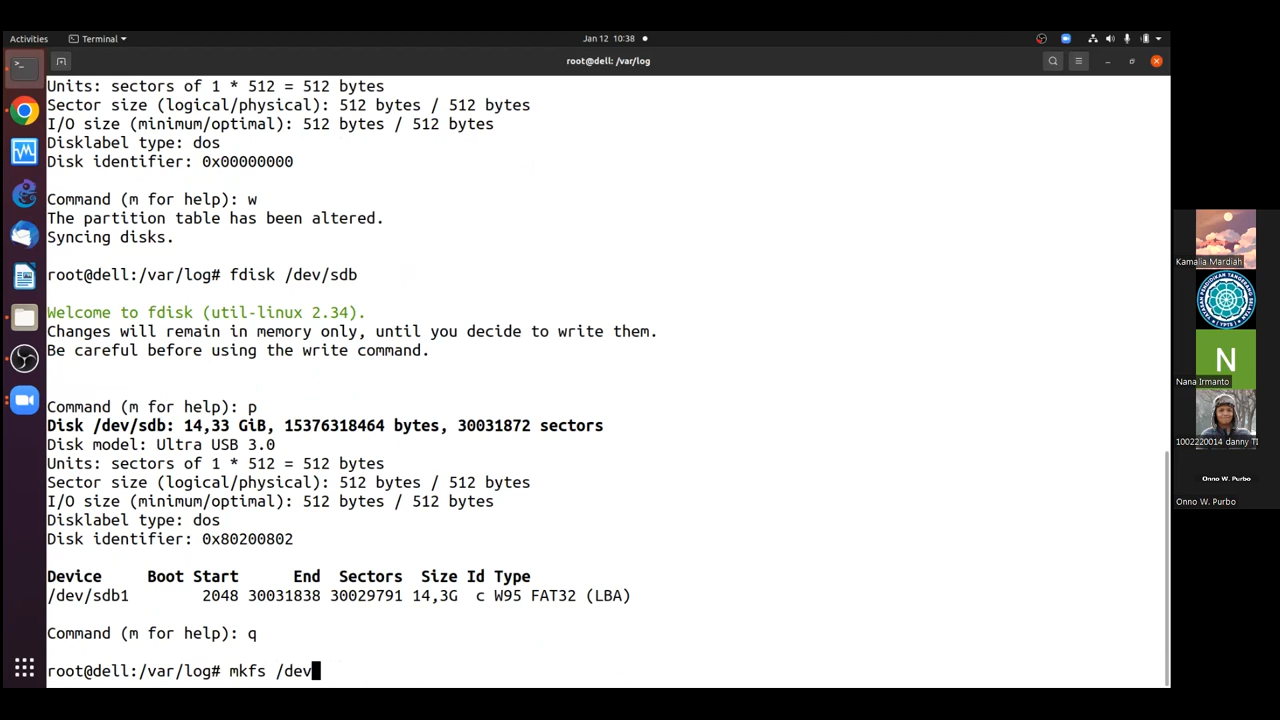 Activities
Terminal
Jan 12 10:38
root@dell: /var/log
Units: sectors of 1 * 512 = 512 bytes
Sector size (logical/physical): 512 bytes / 512 bytes
I/O size (minimum/optimal): 512 bytes / 512 bytes
Disklabel type: dos
Disk identifier: 0x00000000
Command (m for help): w
The partition table has been altered.
Syncing disks.
root@dell:/var/log# fdisk /dev/sdb
Welcome to fdisk (util-linux 2.34).
Changes will remain in memory only, until you decide to write them.
Be careful before using the write command.
Command (m for help): p
Disk /dev/sdb: 14,33 GiB, 15376318464 bytes, 30031872 sectors
Disk model: Ultra USB 3.0
Units: sectors of 1 * 512 = 512 bytes
Sector size (logical/physical): 512 bytes / 512 bytes
I/O size (minimum/optimal): 512 bytes / 512 bytes
Disklabel type: dos
Disk identifier: 0x80200802
Device     Boot Start      End  Sectors  Size Id Type
/dev/sdb1        2048 30031838 30029791 14,3G  c W95 FAT32 (LBA)
Command (m for help): q
root@dell:/var/log# mkfs /dev
Kamalia Mardiah
N
Nana Irmanto
1002220014 danny TI
Onno W. Purbo
Onno W. Purbo